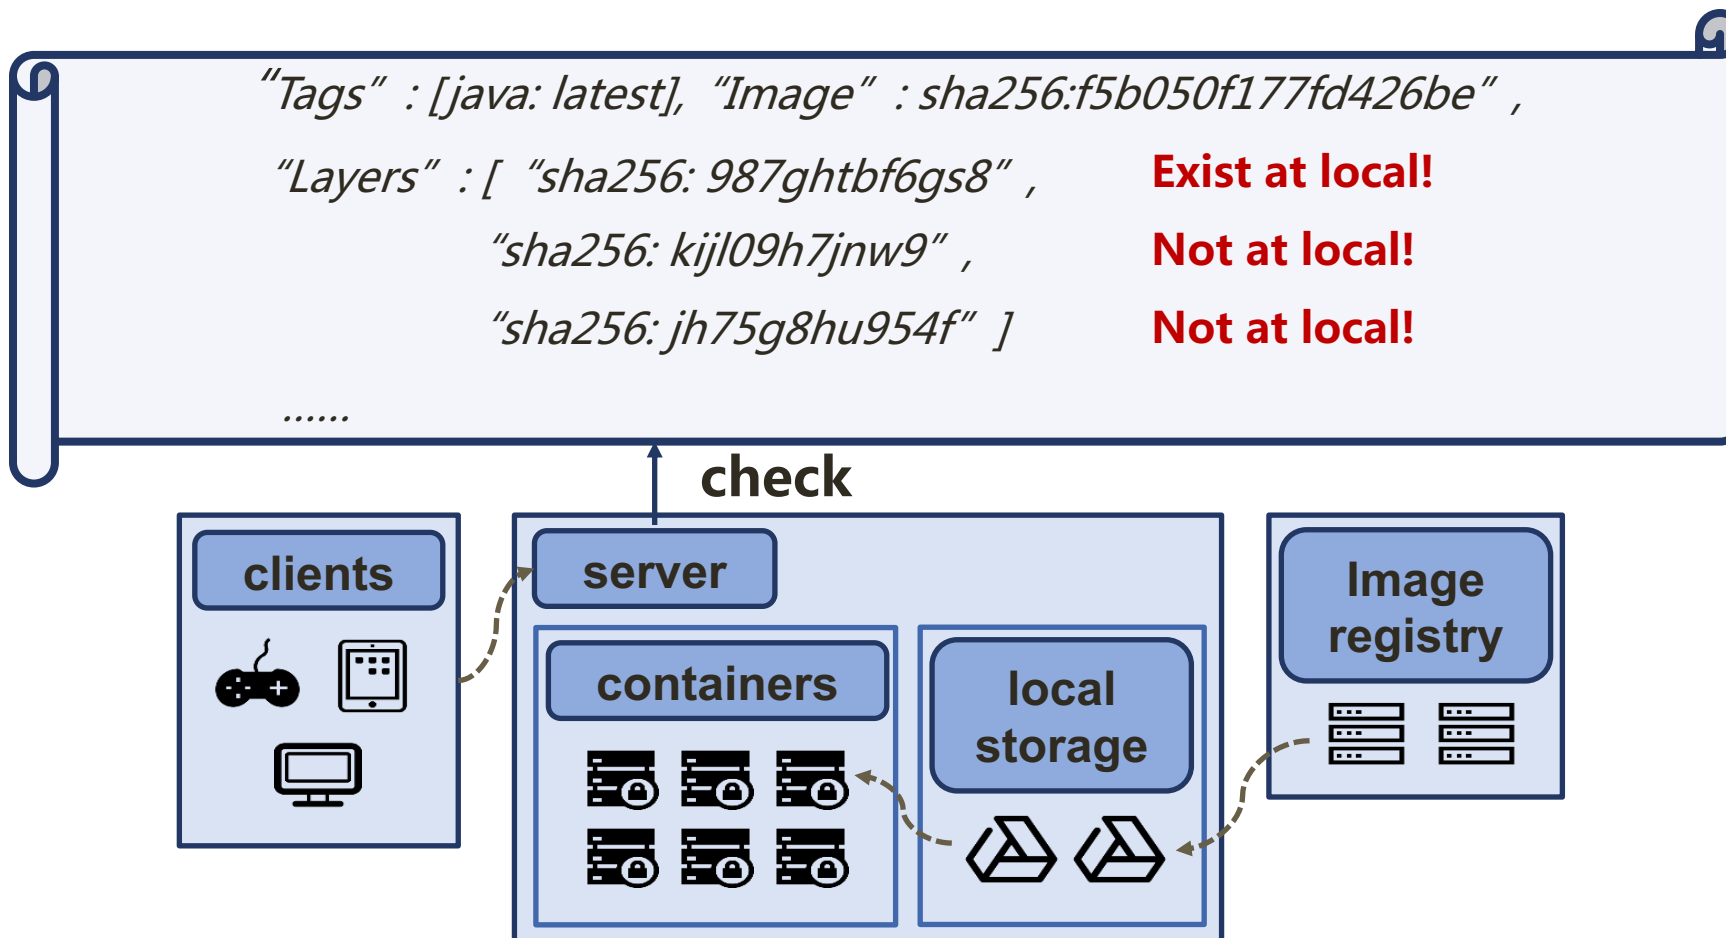 “Tags” : [java: latest], “Image” : sha256:f5b050f177fd426be” ,
“Layers” : [ “sha256: 987ghtbf6gs8” , Exist at local!
“sha256: kijl09h7jnw9” , Not at local!
“sha256: jh75g8hu954f” ] Not at local!
......
check
clients
server
containers
local
storage
Image
registry